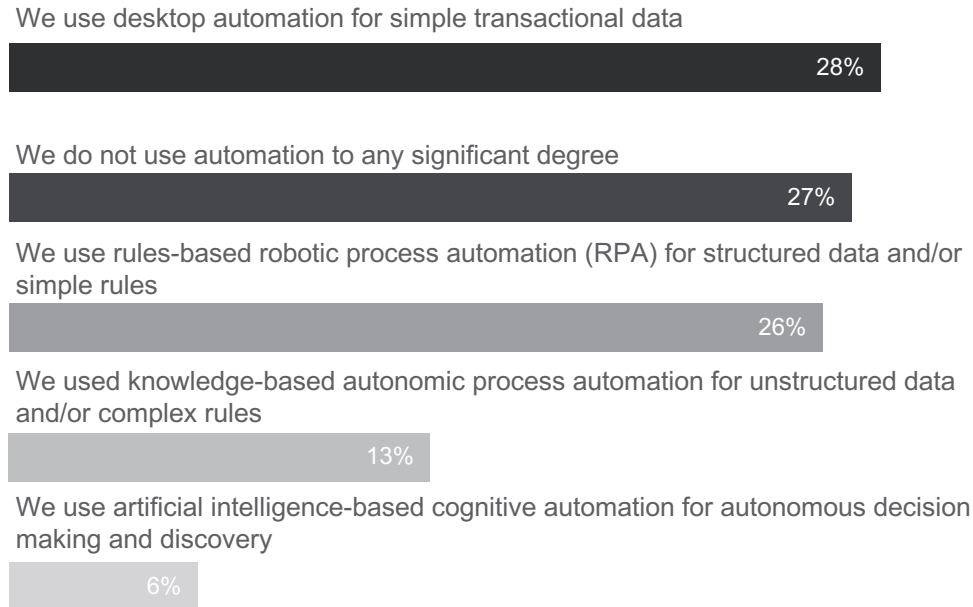 We use desktop automation for simple transactional data
28%
We do not use automation to any significant degree
27%
We use rules-based robotic process automation (RPA) for structured data and/or
simple rules
26%
We used knowledge-based autonomic process automation for unstructured data
and/or complex rules
13%
We use artificial intelligence-based cognitive automation for autonomous decision
making and discovery
6%